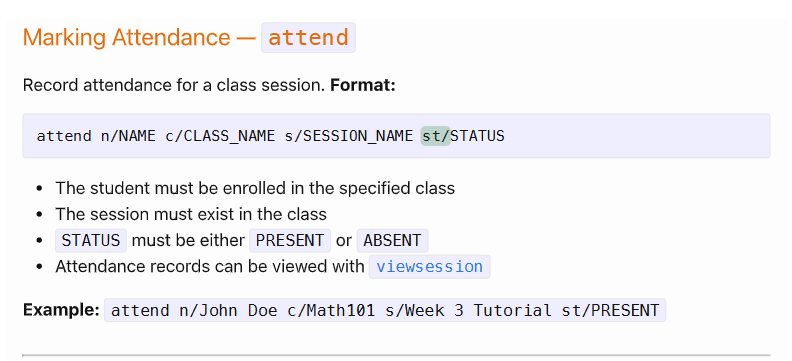 Marking Attendance — attend
Record attendance for a class session. Format:
attend n/NAME c/CLASS_NAME s/SESSION_NAME st/STATUS
• The student must be enrolled in the specified class
• The session must exist in the class
• STATUS must be either PRESENT or ABSENT
• Attendance records can be viewed with viewsession
Example: attend n/John Doe c/Math101 s/Week 3 Tutorial st/PRESENT